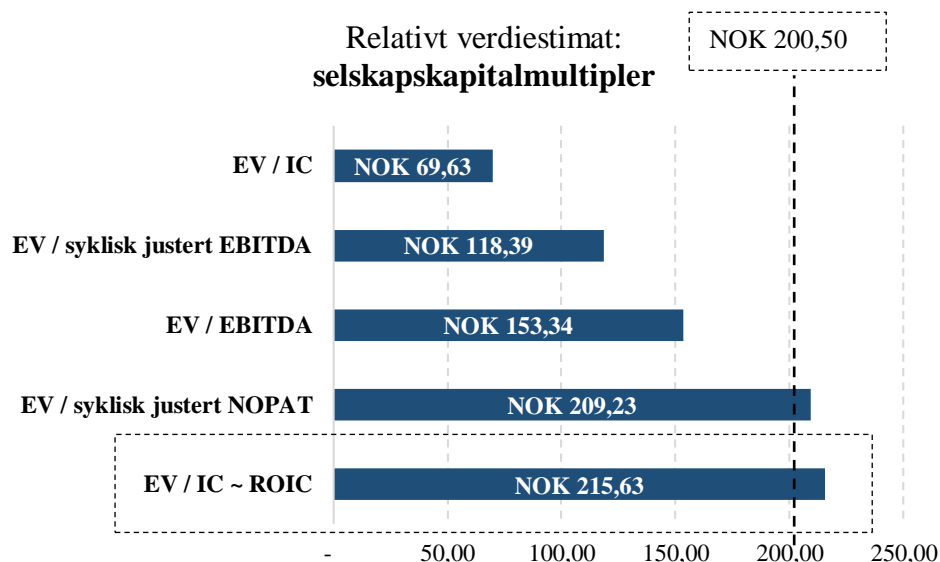 Relativt verdiestimat:
selskapskapitalmultipler
NOK 200,50
EV / IC
NOK 69,63
EV / syklisk justert EBITDA
NOK 118,39
EV / EBITDA
NOK 153,34
EV / syklisk justert NOPAT
NOK 209,23
EV / IC ~ ROIC
NOK 215,63
- 50,00 100,00 150,00 200,00 250,00